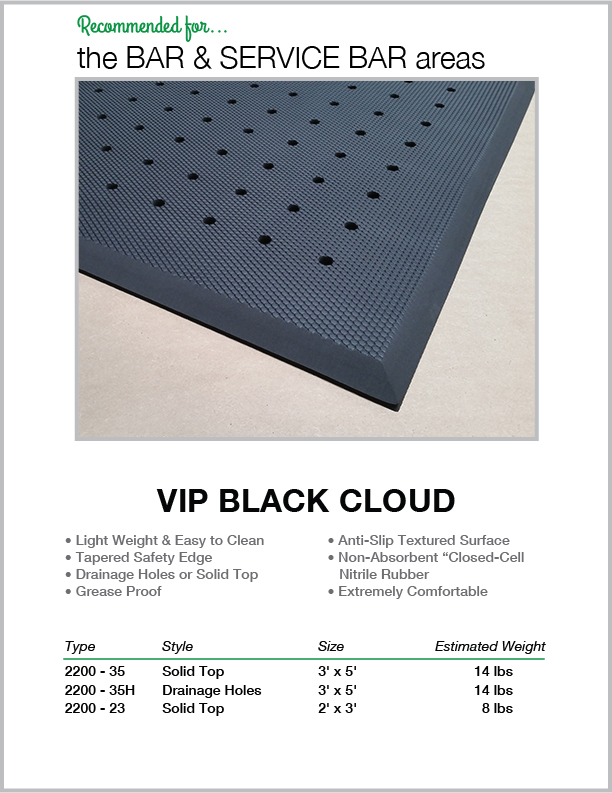 Recommended for...
the BAR & SERVICE BAR areas
VIP BLACK CLOUD
• Light Weight & Easy to Clean
• Tapered Safety Edge
• Drainage Holes or Solid Top
• Grease Proof
• Anti-Slip Textured Surface
• Non-Absorbent “Closed-Cell
Nitrile Rubber
• Extremely Comfortable
Type Style Size Estimated Weight
2200 - 35 Solid Top 3' x 5' 14 lbs
2200 - 35H Drainage Holes 3' x 5' 14 lbs
2200 - 23 Solid Top 2' x 3' 8 lbs